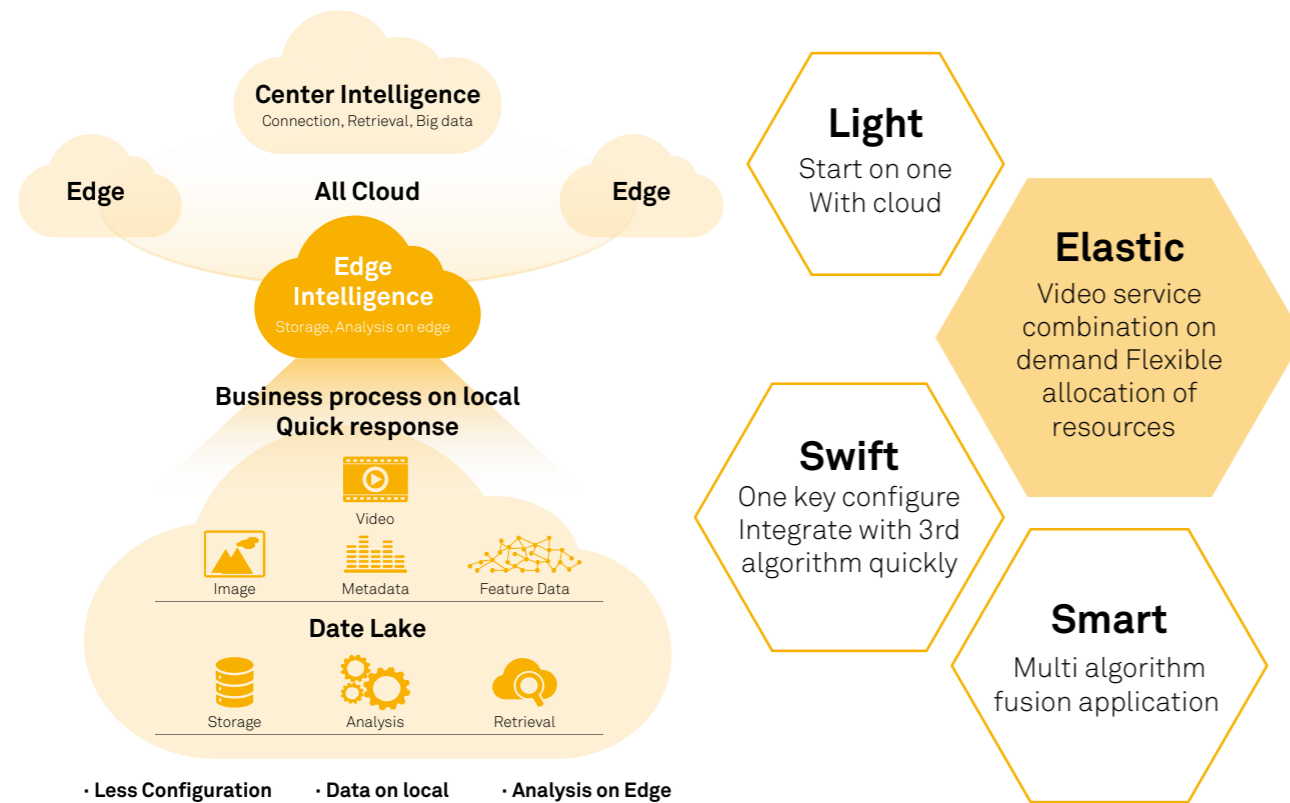 Center Intelligence
Connection, Retrieval, Big data
Edge
All Cloud
Edge
Edge
Intelligence
Storage, Analysis on edge
Business process on local
Quick response
Video
Image
Metadata
Feature Data
Date Lake
Storage
Analysis
Retrieval
· Less Configuration
· Data on local
· Analysis on Edge
Light
Start on one
With cloud
Elastic
Video service
combination on
demand Flexible
allocation of
resources
Swift
One key configure
Integrate with 3rd
algorithm quickly
Smart
Multi algorithm
fusion application